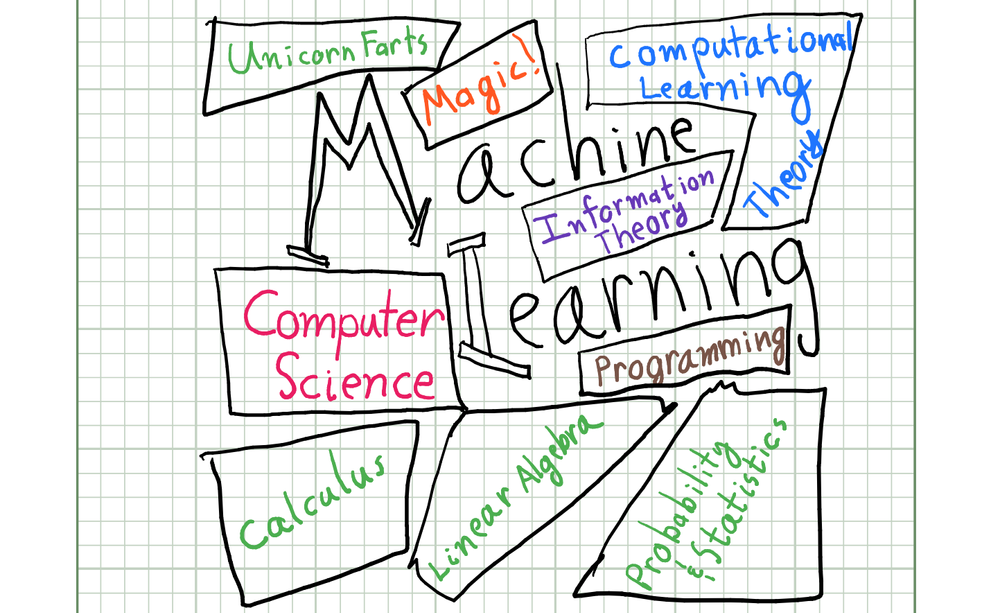 Unicorn Farts
Magic!
Computational
Learning
Theory
Machine
Information
Theory
Learning
Computer
Science
Programming
Calculus
Linear Algebra
Probability
& Statistics